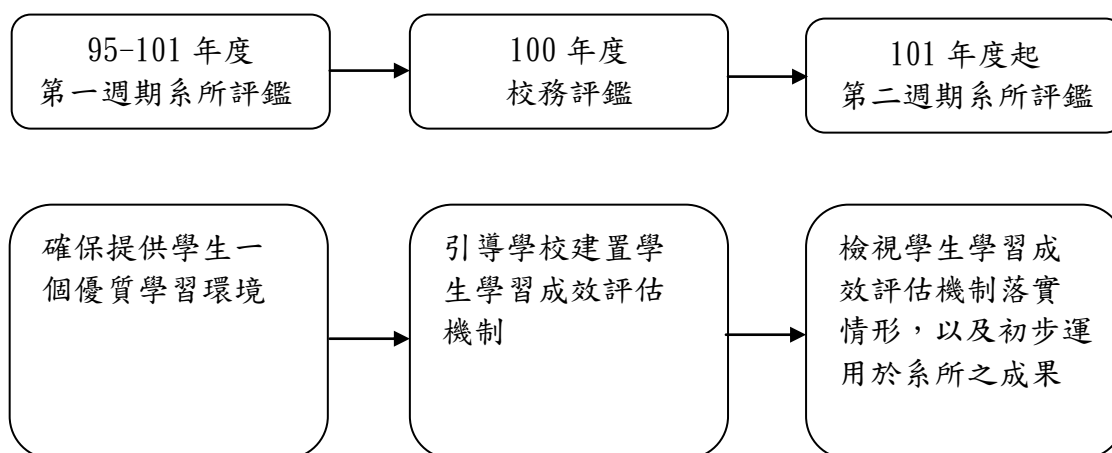 95-101 年度
第一週期系所評鑑
100 年度
校務評鑑
101 年度起
第二週期系所評鑑
確保提供學生一
個優質學習環境
引導學校建置學
生學習成效評估
機制
檢視學生學習成
效評估機制落實
情形，以及初步運
用於系所之成果